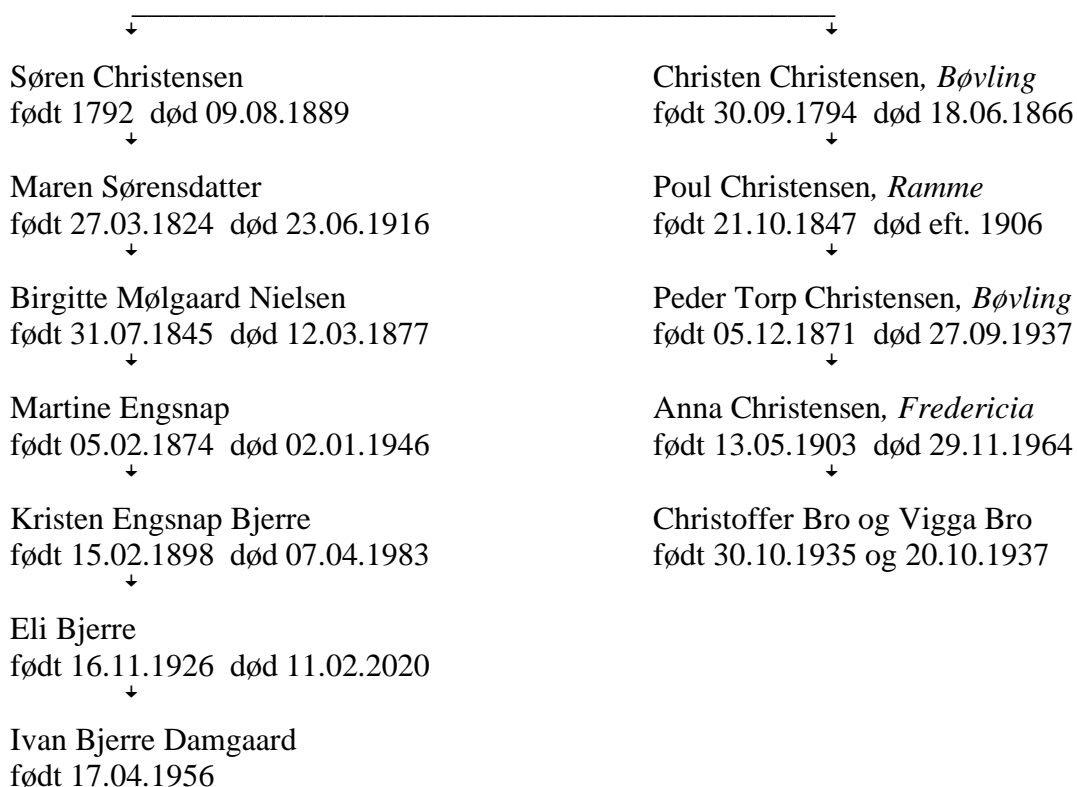 Søren Christensen
født 1792 død 09.08.1889
Maren Sørensdatter
født 27.03.1824 død 23.06.1916
Birgitte Mølgaard Nielsen
født 31.07.1845 død 12.03.1877
Martine Engsnap
født 05.02.1874 død 02.01.1946
Kristen Engsnap Bjerre
født 15.02.1898 død 07.04.1983
Eli Bjerre
født 16.11.1926 død 11.02.2020
Ivan Bjerre Damgaard
født 17.04.1956
Christen Christensen, Bøvling
født 30.09.1794 død 18.06.1866
Poul Christensen, Ramme
født 21.10.1847 død eft. 1906
Peder Torp Christensen, Bøvling
født 05.12.1871 død 27.09.1937
Anna Christensen, Fredericia
født 13.05.1903 død 29.11.1964
Christoffer Bro og Vigga Bro
født 30.10.1935 og 20.10.1937